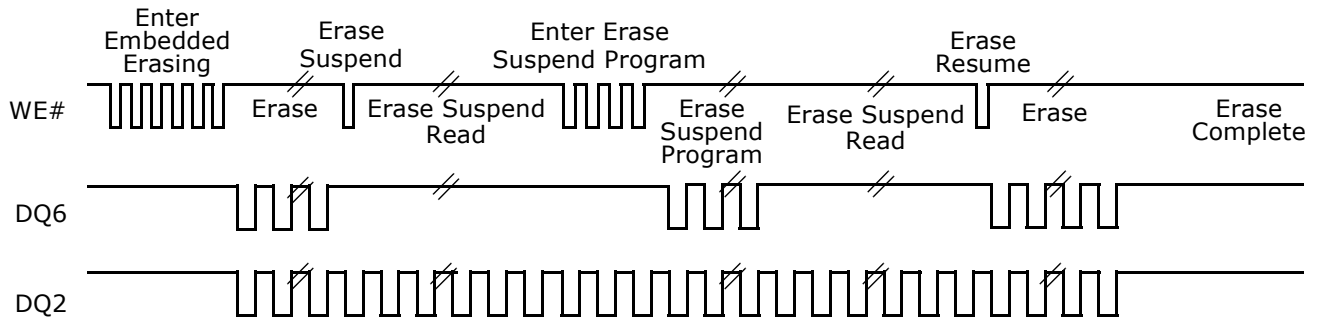 Enter
Embedded
Erasing
Erase
Suspend
Enter Erase
Suspend Program
Erase
Resume
WE#
Erase
Erase Suspend
Read
Erase
Suspend
Program
Erase Suspend
Read
Erase
Erase
Complete
DQ6
DQ2